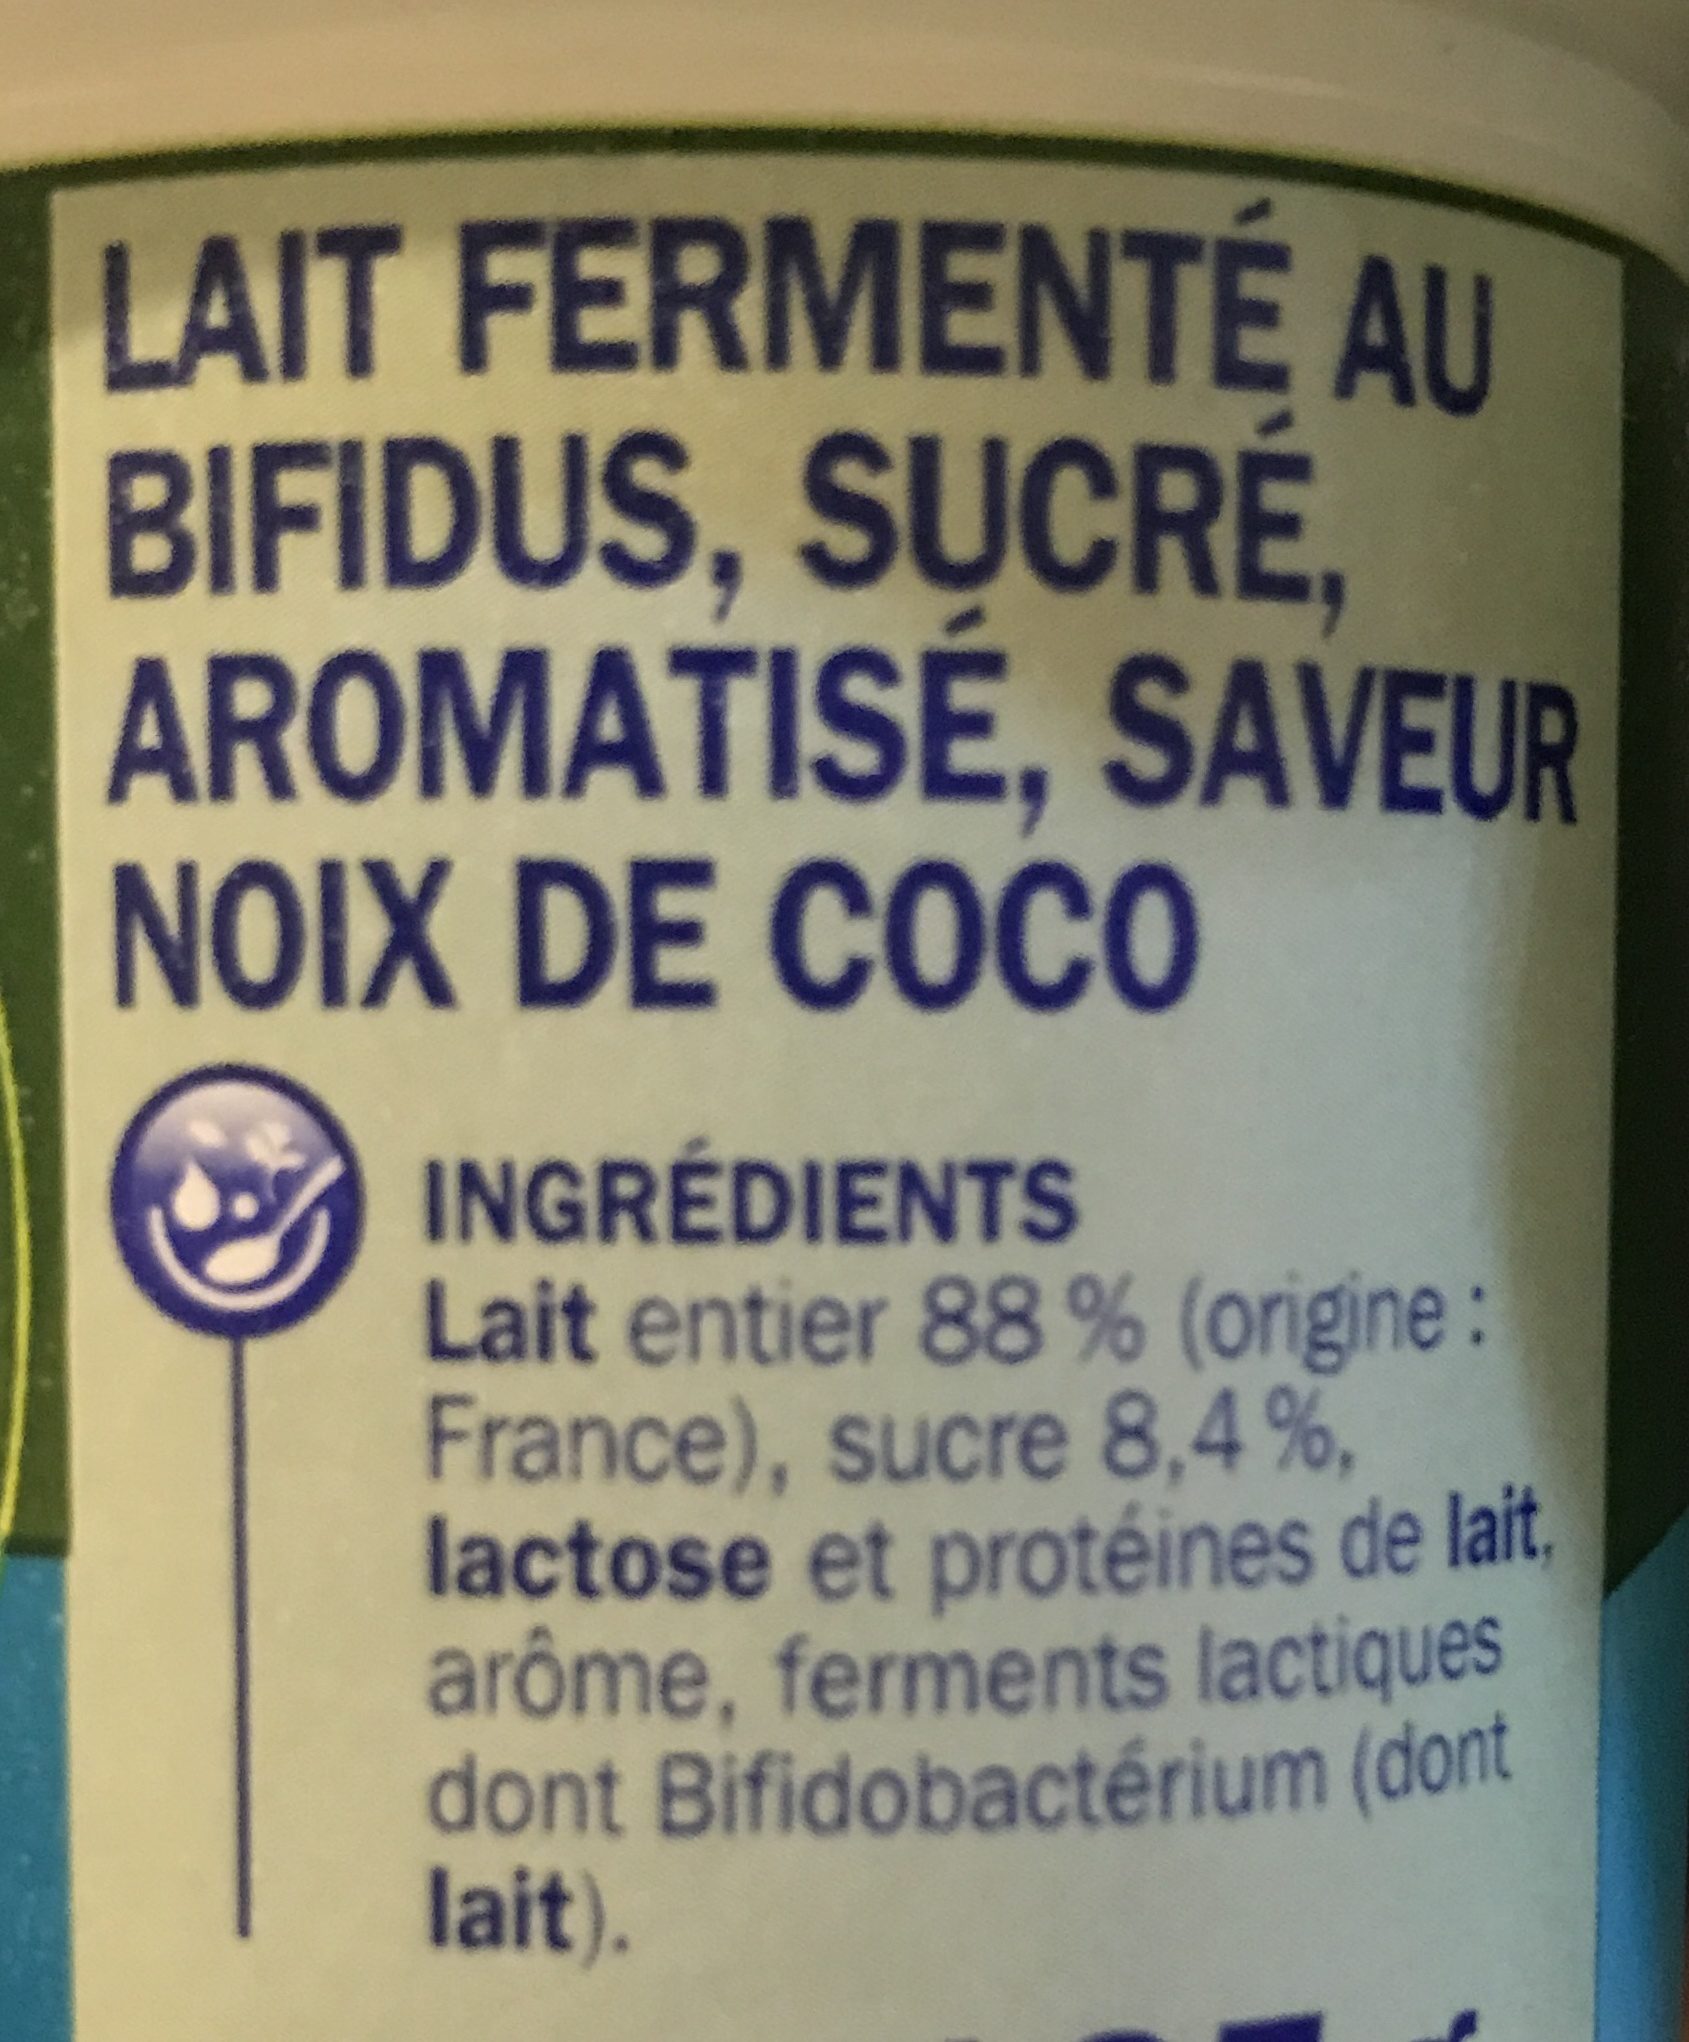 LAIT FERMENTÉ AU
BIFIDUS, SUCRÉ,
AROMATISÉ, SAVEUR
NOIX DE COCO
INGRÉDIENTS
Lait entier 88 % (origine :
France), sucre 8,4 %,
lactose et protéines de lait,
arôme, ferments lactiques
dont Bifidobactérium (dont
lait).